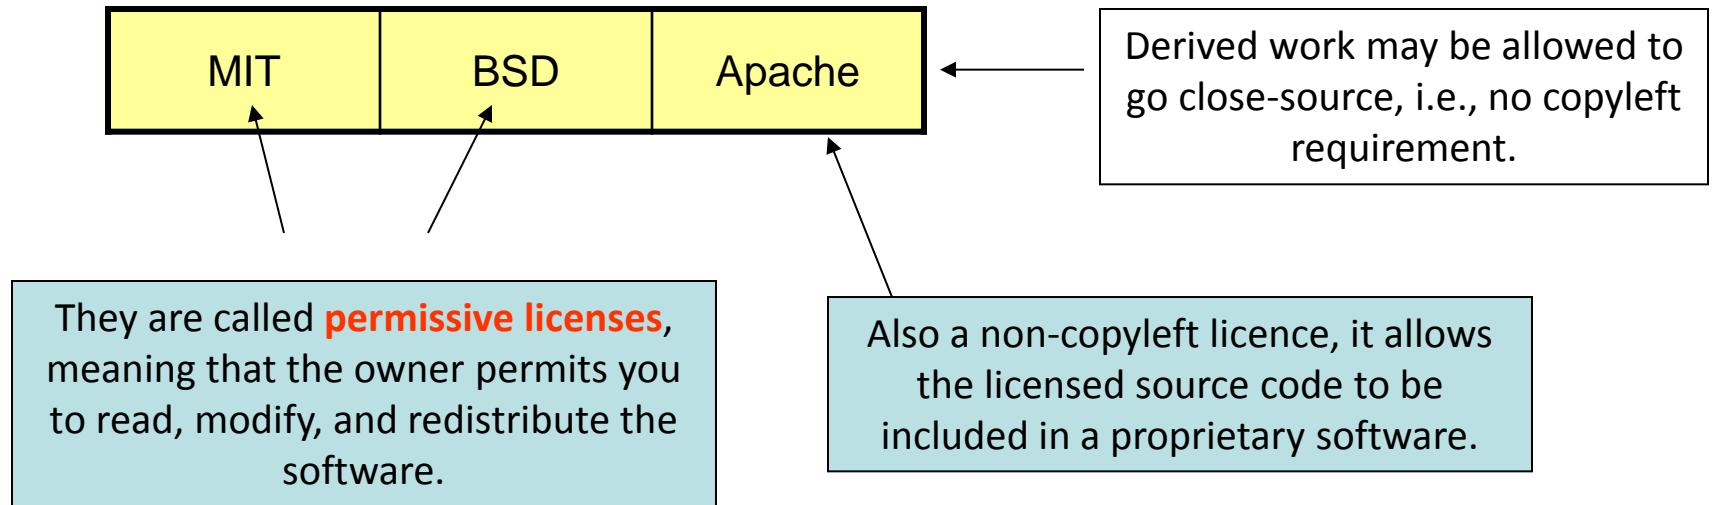 MIT
BSD
Apache
Derived work may be allowed to
go close-source, i.e., no copyleft
requirement.
They are called permissive licenses,
meaning that the owner permits you
to read, modify, and redistribute the
software.
Also a non-copyleft licence, it allows
the licensed source code to be
included in a proprietary software.